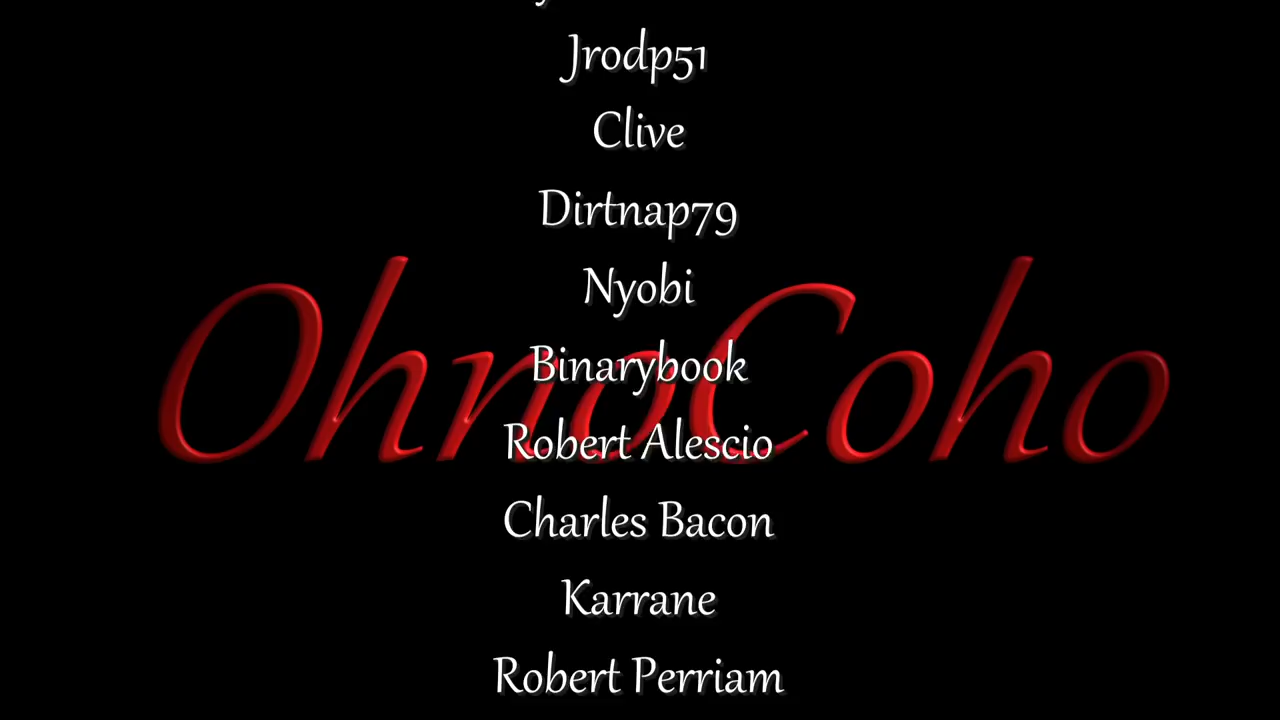 Jrodp51
Clive
Dirtnap79
Nyobi
OhnoCoho
Binarybook
Robert Alescio
Charles Bacon
Karrane
Robert Perriam